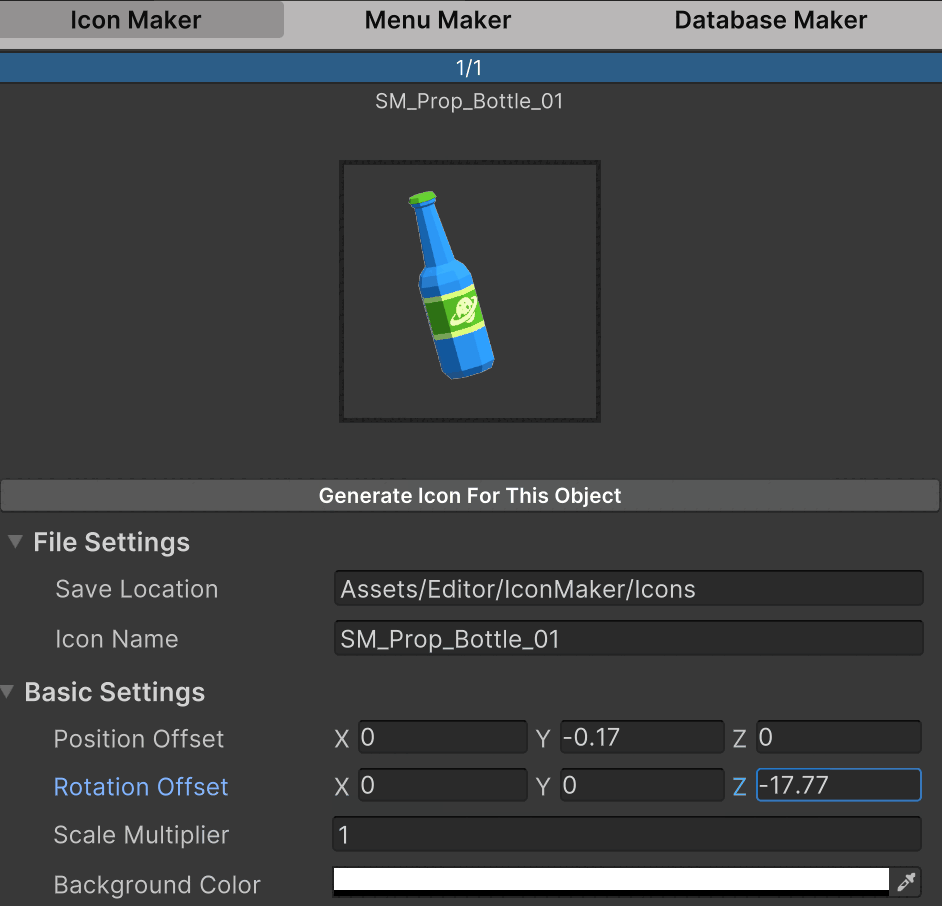 Icon Maker Menu Maker Database Maker
1/1
SM_Prop_Bottle_01
Generate Icon For This Object
File Settings
Save Location Assets/Editor/IconMaker/Icons
Icon Name SM_Prop_Bottle_01
Basic Settings
Position Offset X 0 Y -0.17 Z 0
Rotation Offset X 0 Y 0 Z -17.77
Scale Multiplier 1
Background Color